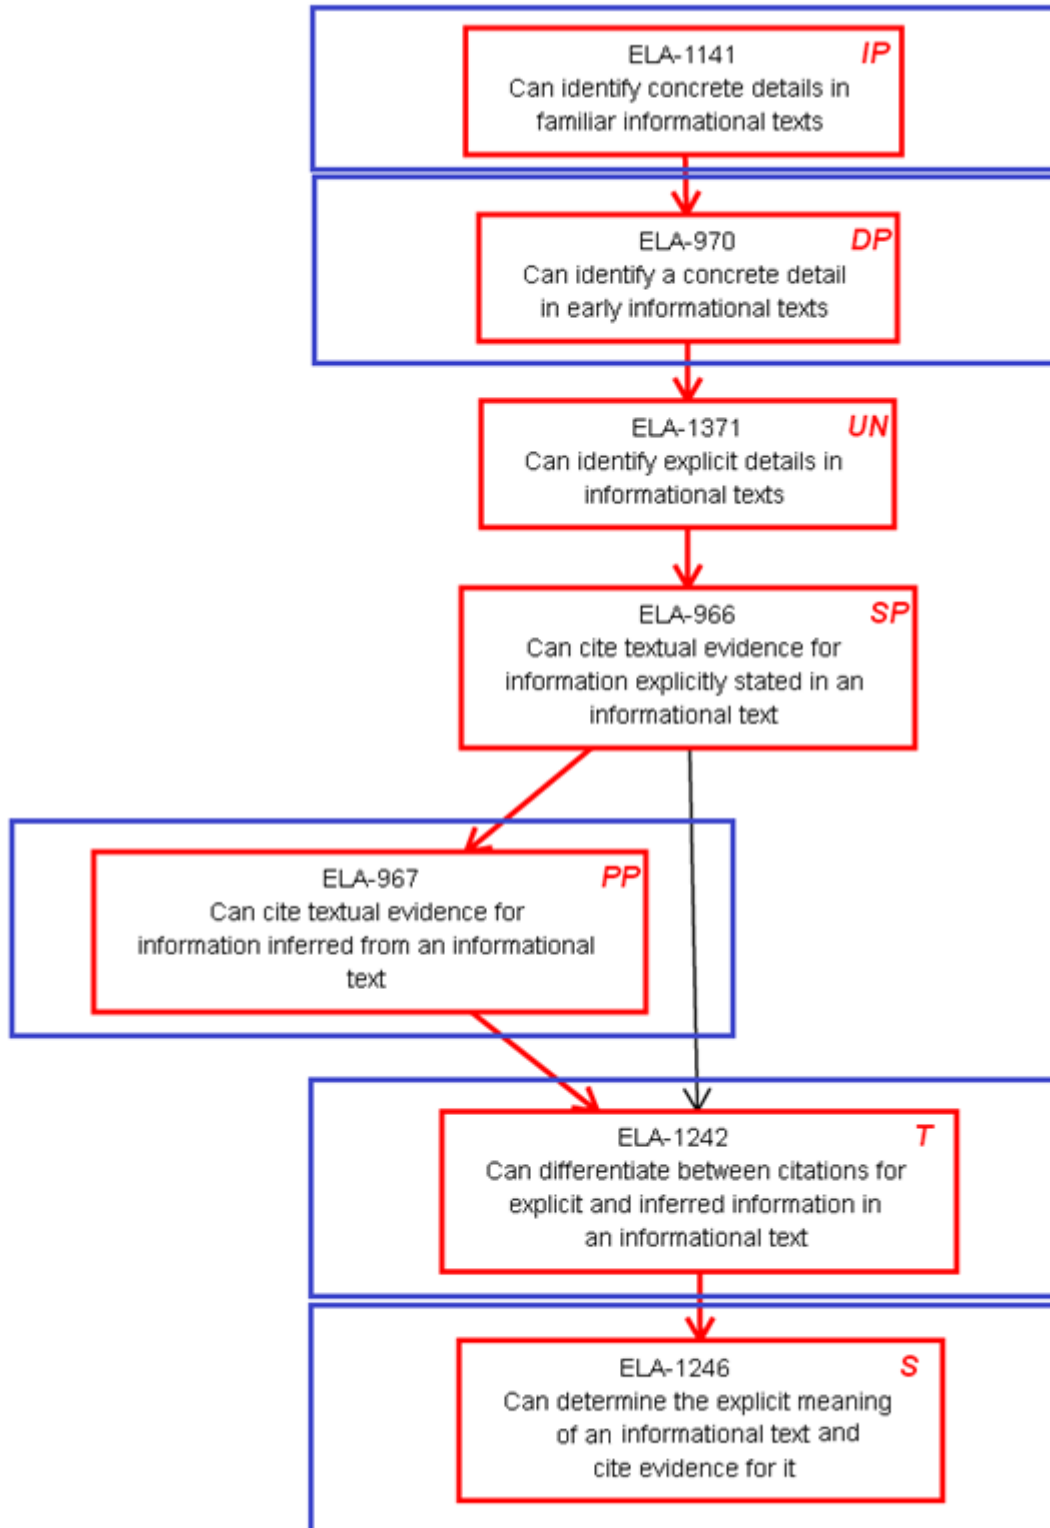 ELA-1141 IP
Can identify concrete details in
familiar informational texts
ELA-970 DP
Can identify a concrete detail
in early informational texts
ELA-1371 UN
Can identify explicit details in
informational texts
ELA-966 SP
Can cite textual evidence for
information explicitly stated in an
informational text
ELA-967 PP
Can cite textual evidence for
information inferred from an informational
text
ELA-1242 T
Can differentiate between citations for
explicit and inferred information in
an informational text
ELA-1246 S
Can determine the explicit meaning
of an informational text and
cite evidence for it